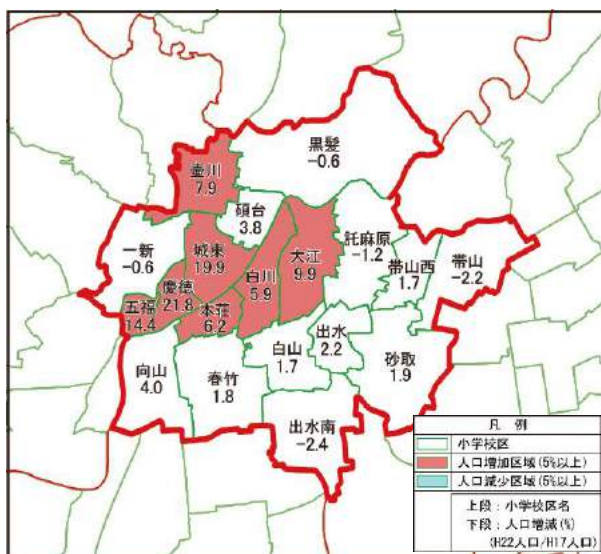 黒髪
-0.6
壺川
7.9
碩台
3.8
一新
-0.6
城東
19.9
大江
9.9
託麻原
-1.2
帯山西
1.7
帯山
-2.2
慶徳
21.8
白川
5.9
五福
14.4
本荘
6.2
出水
2.2
白山
1.7
砂取
1.9
向山
4.0
春竹
1.8
出水南
-2.4
凡 例
小学校区
人口増加区域(5%以上)
人口減少区域(5%以上)
上段：小学校区名
下段：人口増減(%)
(H22人口/H17人口)